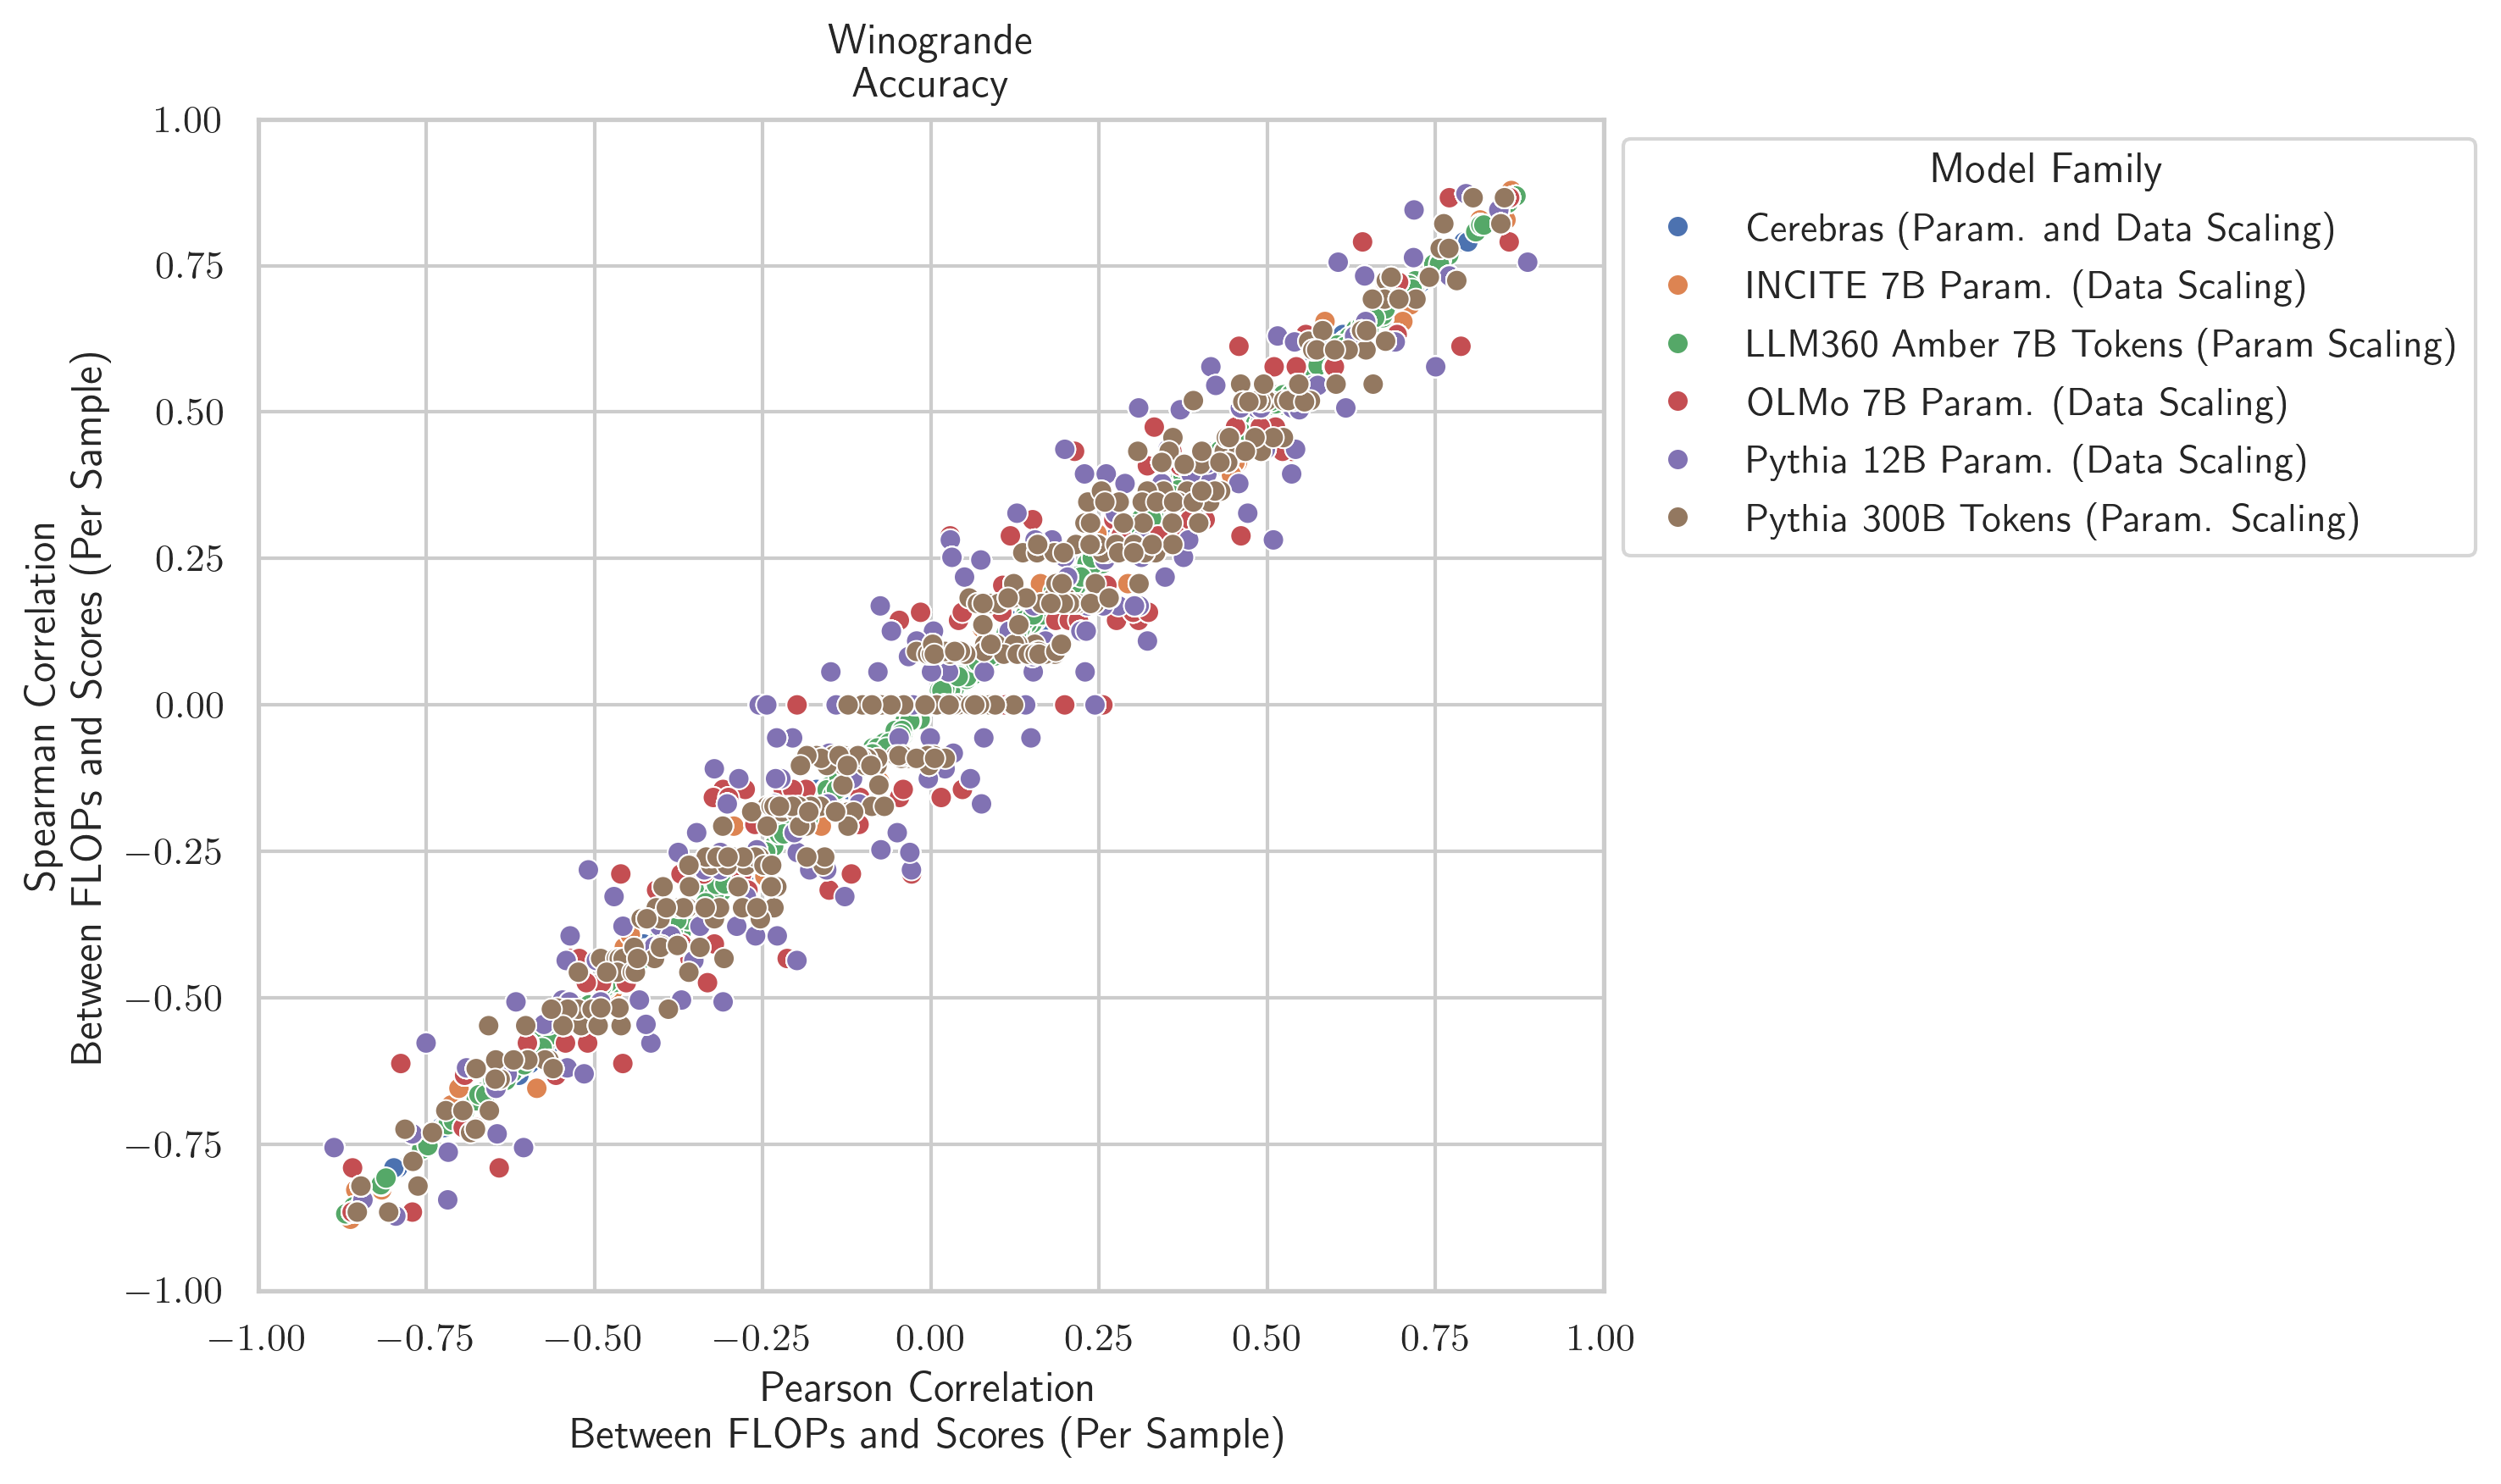 Winogrande
Accuracy
1.00
0.75
0.50
0.25
0.00
−0.25
−0.50
−0.75
−1.00
Spearman Correlation
Between FLOPs and Scores (Per Sample)
−1.00 −0.75 −0.50 −0.25 0.00 0.25 0.50 0.75 1.00
Pearson Correlation
Between FLOPs and Scores (Per Sample)
Model Family
Cerebras (Param. and Data Scaling)
INCITE 7B Param. (Data Scaling)
LLM360 Amber 7B Tokens (Param Scaling)
OLMo 7B Param. (Data Scaling)
Pythia 12B Param. (Data Scaling)
Pythia 300B Tokens (Param. Scaling)